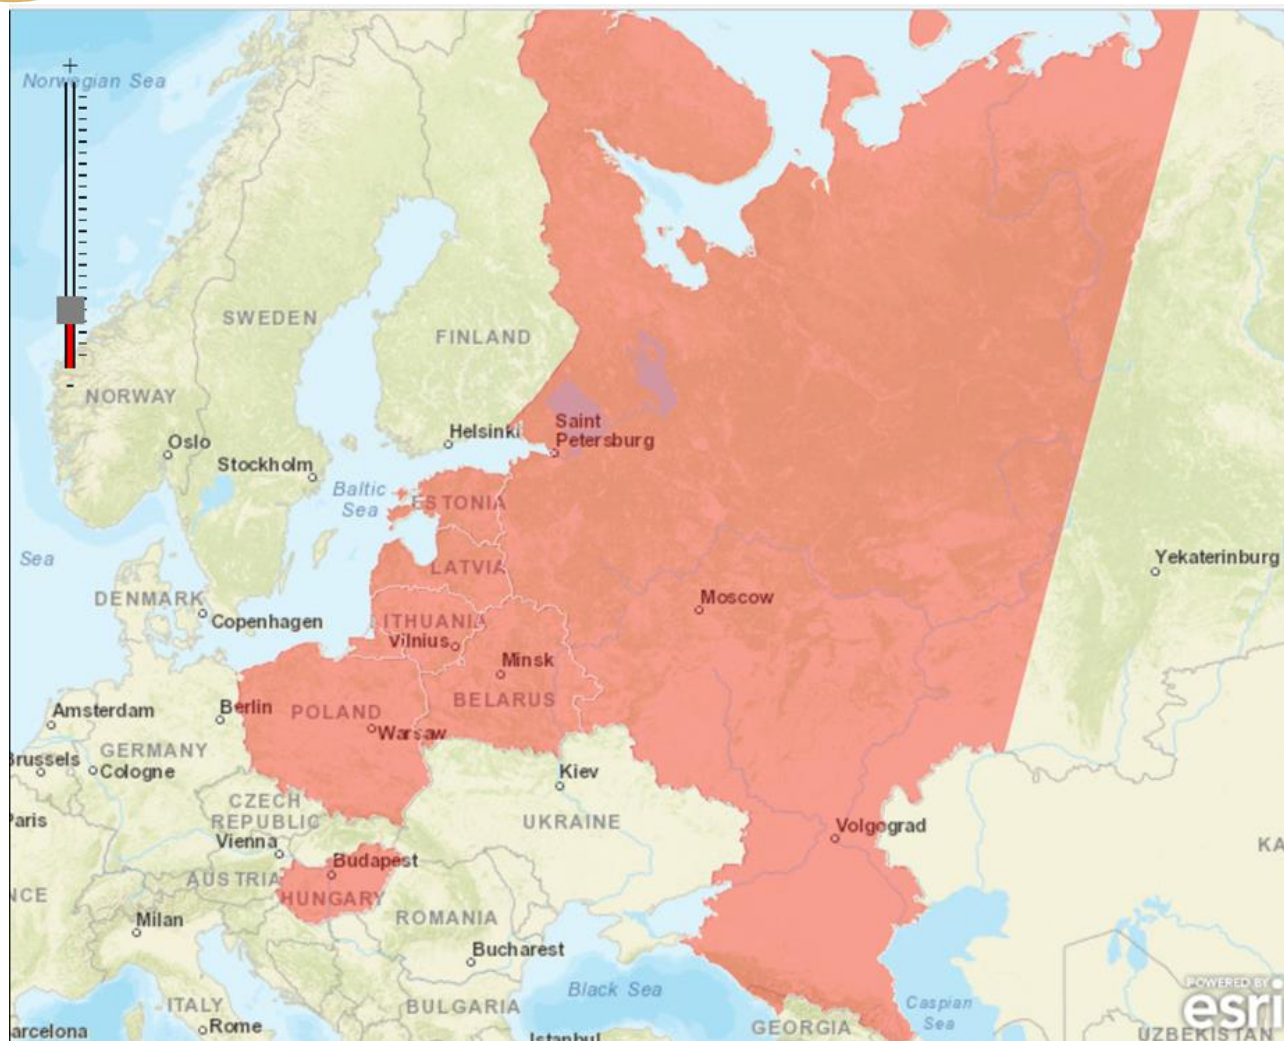 +
Norwegian Sea
-
SWEDEN
FINLAND
NORWAY
Oslo
Helsinki
Saint
Petersburg
Stockholm
Baltic
Sea
ESTONIA
Sea
LATVIA
Yekaterinburg
DENMARK
Copenhagen
LITHUANIA
Vilnius
Moscow
Minsk
BELARUS
Amsterdam
Berlin
POLAND
Warsaw
Brussels
GERMANY
Cologne
Kiev
CZECH
REPUBLIC
Paris
UKRAINE
Volgograd
Vienna
Budapest
KA
AUSTRIA
HUNGARY
NCE
Milan
ROMANIA
Bucharest
Black Sea
ITALY
BULGARIA
Caspian
Sea
POWERED BY
esri
arcelona
Rome
Istanbul
GEORGIA
UZBEKISTAN